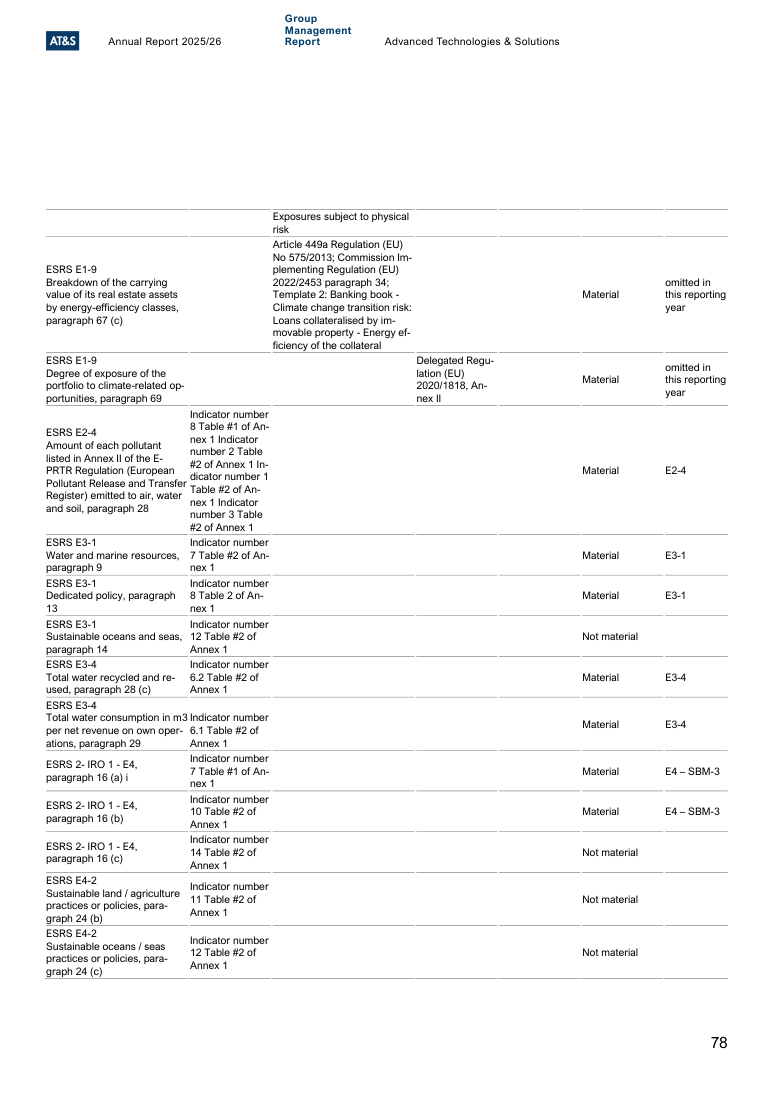 Group
Management
Report
AT&S
Annual Report 2025/26
Advanced Technologies & Solutions
Exposures subject to physical
risk
ESRS E1-9
Breakdown of the carrying
value of its real estate assets
by energy-efficiency classes,
paragraph 67 (c)
Article 449a Regulation (EU)
No 575/2013; Commission Im-
plementing Regulation (EU)
2022/2453 paragraph 34;
Template 2: Banking book -
Climate change transition risk:
Loans collateralised by im-
movable property - Energy ef-
ficiency of the collateral
Material
omitted in
this reporting
year
ESRS E1-9
Degree of exposure of the
portfolio to climate-related op-
portunities, paragraph 69
Delegated Regu-
lation (EU)
2020/1818, An-
nex II
Material
omitted in
this reporting
year
ESRS E2-4
Amount of each pollutant
listed in Annex II of the E-
PRTR Regulation (European
Pollutant Release and Transfer
Register) emitted to air, water
and soil, paragraph 28
Indicator number
8 Table #1 of An-
nex 1 Indicator
number 2 Table
#2 of Annex 1 In-
dicator number 1
Table #2 of An-
nex 1 Indicator
number 3 Table
#2 of Annex 1
Material
E2-4
ESRS E3-1
Water and marine resources,
paragraph 9
Indicator number
7 Table #2 of An-
nex 1
Material
E3-1
ESRS E3-1
Dedicated policy, paragraph
13
Indicator number
8 Table 2 of An-
nex 1
Material
E3-1
ESRS E3-1
Sustainable oceans and seas,
paragraph 14
Indicator number
12 Table #2 of
Annex 1
Not material
ESRS E3-4
Total water recycled and re-
used, paragraph 28 (c)
Indicator number
6.2 Table #2 of
Annex 1
Material
E3-4
ESRS E3-4
Total water consumption in m3
per net revenue on own oper-
ations, paragraph 29
Indicator number
6.1 Table #2 of
Annex 1
Material
E3-4
ESRS 2- IRO 1 - E4,
paragraph 16 (a) i
Indicator number
7 Table #1 of An-
nex 1
Material
E4 – SBM-3
ESRS 2- IRO 1 - E4,
paragraph 16 (b)
Indicator number
10 Table #2 of
Annex 1
Material
E4 – SBM-3
ESRS 2- IRO 1 - E4,
paragraph 16 (c)
Indicator number
14 Table #2 of
Annex 1
Not material
ESRS E4-2
Sustainable land / agriculture
practices or policies, para-
graph 24 (b)
Indicator number
11 Table #2 of
Annex 1
Not material
ESRS E4-2
Sustainable oceans / seas
practices or policies, para-
graph 24 (c)
Indicator number
12 Table #2 of
Annex 1
Not material
78